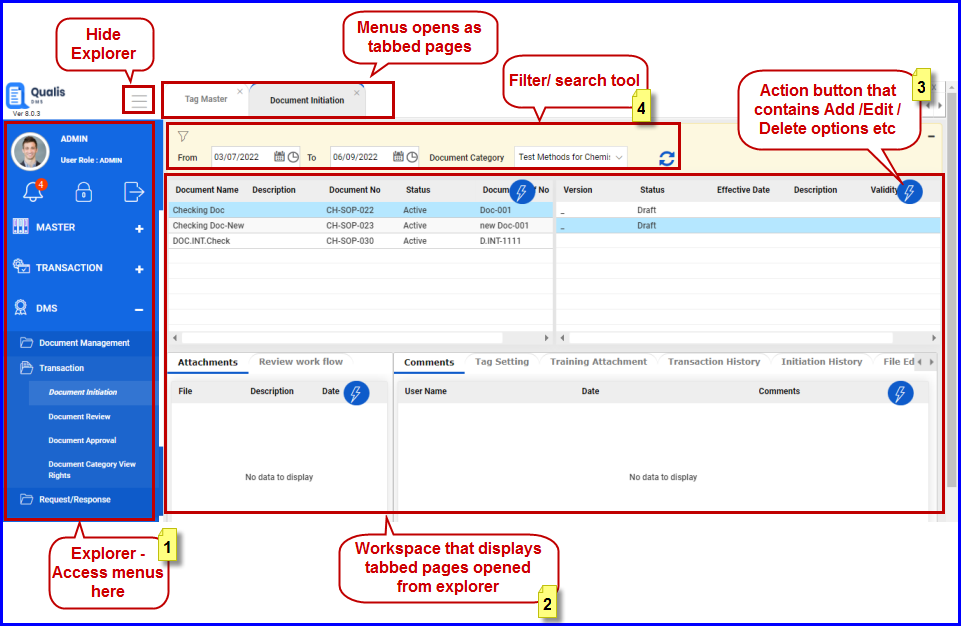 Hide
Explorer
Menus opens as
tabbed pages
Filter/ search tool
4
Action button that
contains Add /Edit /
Delete options etc
3
Qualis
DMS
Ver 8.0.3
Tag Master
Document Initiation
ADMIN
User Role : ADMIN
4
MASTER
TRANSACTION
DMS
Document Management
Transaction
Document Initiation
Document Review
Document Approval
Document Category View
Rights
Request/Response
From 03/07/2022 To 06/09/2022 Document Category Test Methods for Chemis
Document Name Description Document No Status No
Checking Doc CH-SOP-022 Active Doc-001
Checking Doc-New CH-SOP-023 Active new Doc-001
DOC.INT.Check CH-SOP-030 Active D.INT-1111
Version Status Effective Date Description Validity
_ Draft
_ Draft
Attachments Review work flow
File Description Date
No data to display
Comments Tag Setting Training Attachment Transaction History Initiation History File Ed
User Name Date Comments
No data to display
Explorer -
Access menus
here
1
Workspace that displays
tabbed pages opened
from explorer
2